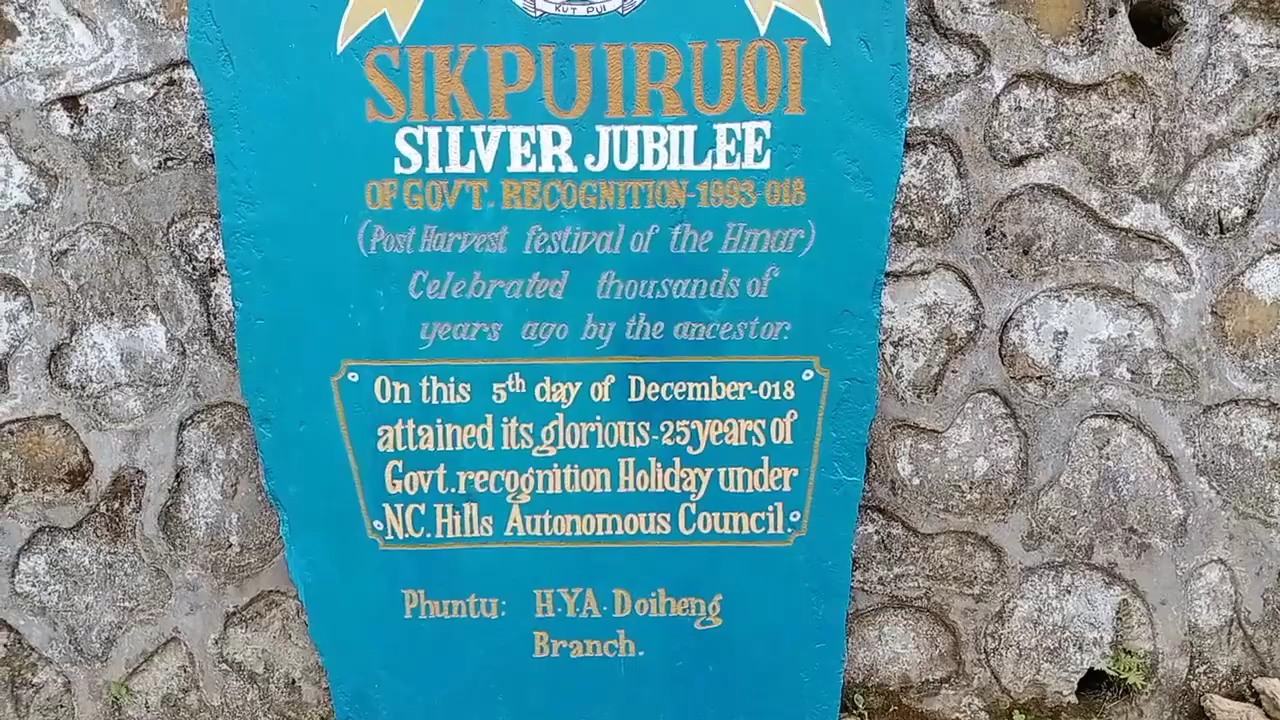 KUT PUI
SIKPUIRUOI
SILVER JUBILEE
OF GOVT. RECOGNITION-1993-018
(Post Harvest festival of the Hmar)
Celebrated thousands of
years ago by the ancestor.
On this 5th day of December-018
attained its glorious-25years of
Govt.recognition Holiday under
N.C. Hills Autonomous Council.
Phuntu: H.Y.A. Doiheng
Branch.